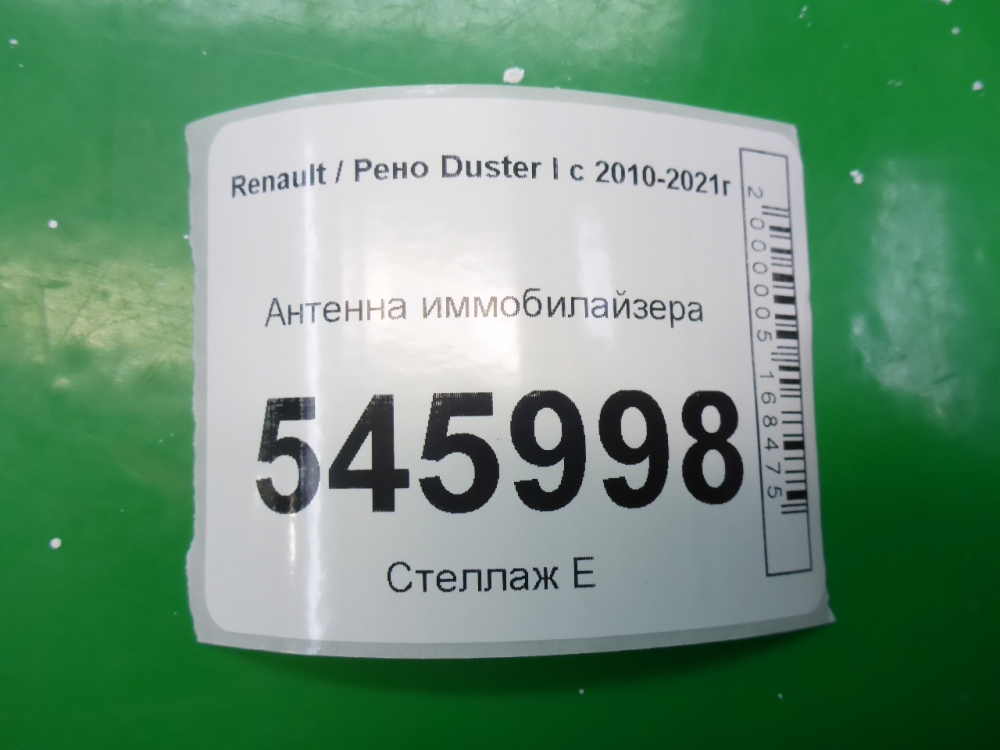 Renault / Рено Duster I с 2010-2021г
Антенна иммобилайзера
545998
Стеллаж Е
2000005168475